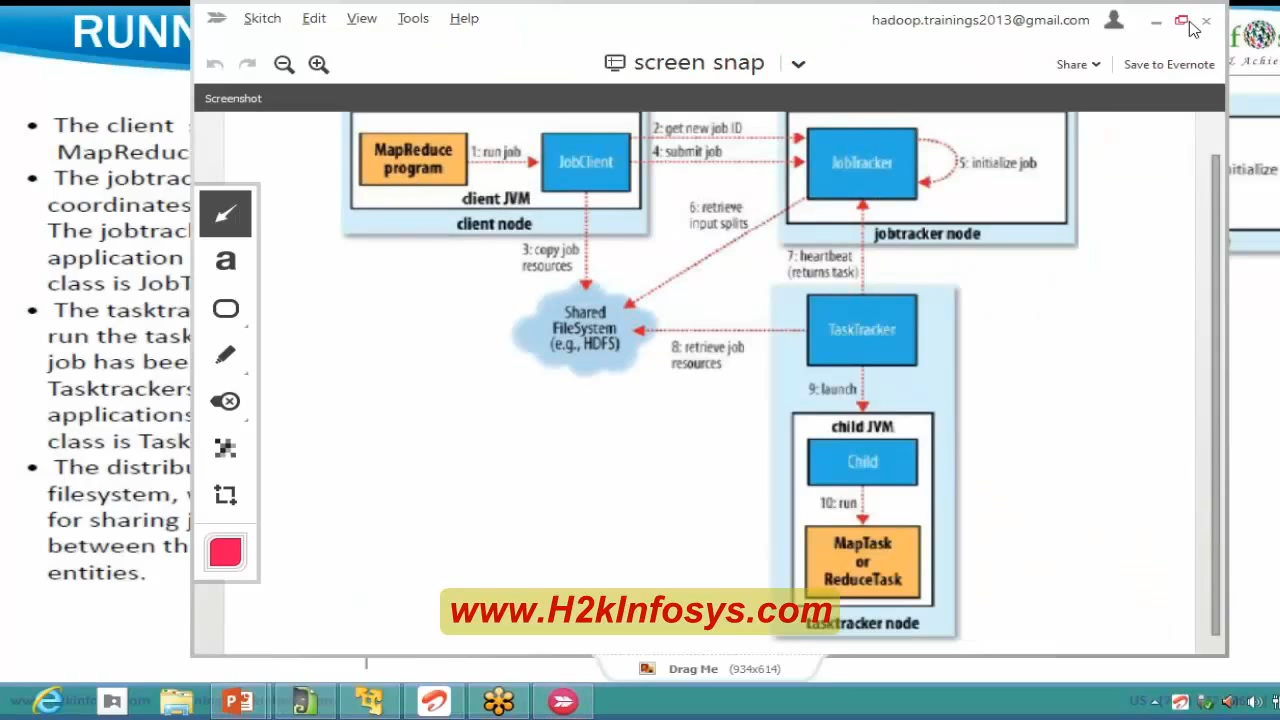 RUNN
Skitch Edit View Tools Help
hadoop.trainings2013@gmail.com
screen snap
Share
Save to Evernote
Screenshot
The client
MapReduce
The jobtrac
coordinates
The jobtracl
application
class is JobT
The tasktra
run the task
job has bee
Tasktrackers
applications
class is Task
The distribu
filesystem, w
for sharing j
between th
entities.
a
MapReduce
program
1: run job
JobClient
client JVM
client node
2: get new job ID
4: submit job
JobTracker
5: initialize job
jobtracker node
initialize
3: copy job
resources
6: retrieve
input splits
7: heartbeat
(returns task)
Shared
FileSystem
(e.g., HDFS)
8: retrieve job
resources
TaskTracker
9: launch
child JVM
Child
10: run
MapTask
or
ReduceTask
tasktracker node
www.H2kInfosys.com
Drag Me (934x614)
US